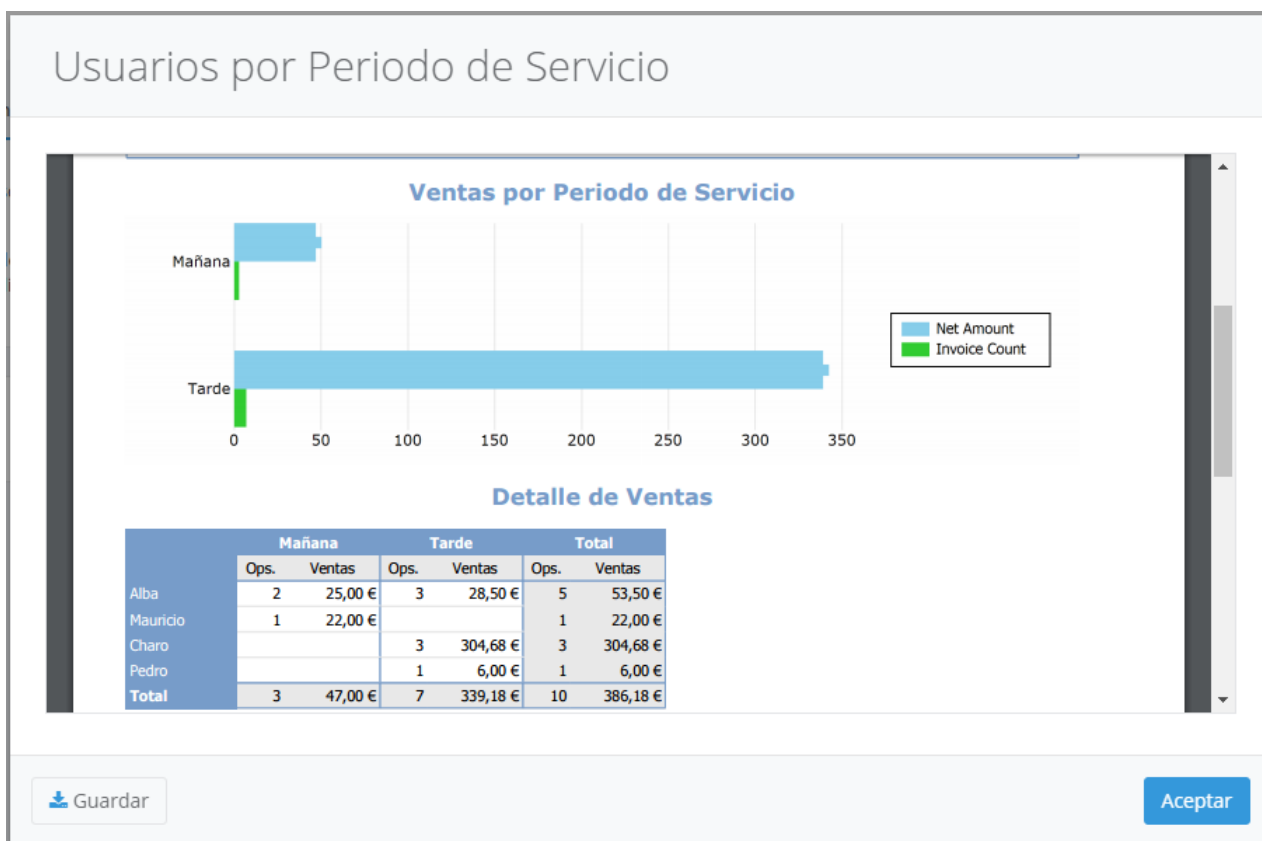 Usuarios por Periodo de Servicio
Ventas por Periodo de Servicio
Mañana
Tarde
0 50 100 150 200 250 300 350
Net Amount
Invoice Count
Detalle de Ventas
Mañana Tarde Total
Ops. Ventas Ops. Ventas Ops. Ventas
Alba 2 25,00 € 3 28,50 € 5 53,50 €
Mauricio 1 22,00 € 1 22,00 €
Charo 3 304,68 € 3 304,68 €
Pedro 1 6,00 € 1 6,00 €
Total 3 47,00 € 7 339,18 € 10 386,18 €
Guardar
Aceptar